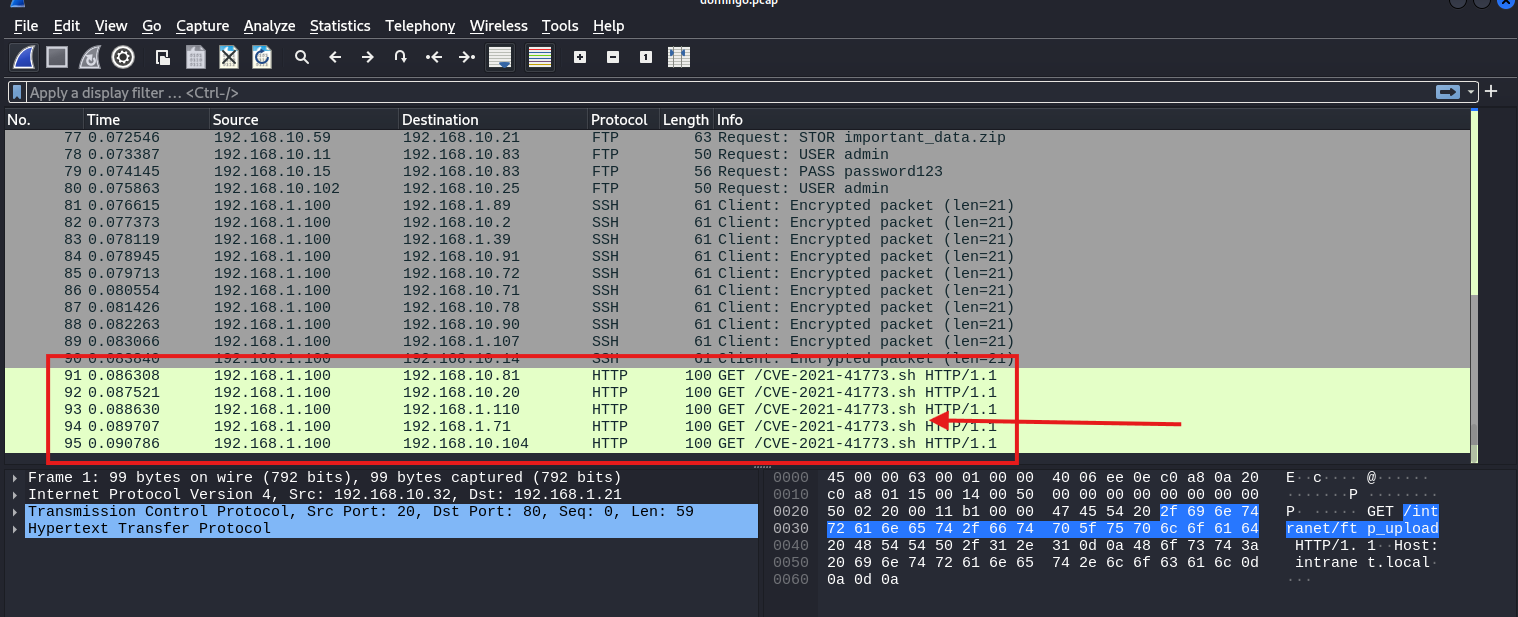 domingo.pcap
File Edit View Go Capture Analyze Statistics Telephony Wireless Tools Help
Apply a display filter … <Ctrl-/>
No. Time Source Destination Protocol Length Info
77 0.072546 192.168.10.59 192.168.10.21 FTP 63 Request: STOR important_data.zip
78 0.073387 192.168.10.11 192.168.10.83 FTP 50 Request: USER admin
79 0.074145 192.168.10.15 192.168.10.83 FTP 56 Request: PASS password123
80 0.075863 192.168.10.102 192.168.10.25 FTP 50 Request: USER admin
81 0.076615 192.168.1.100 192.168.1.89 SSH 61 Client: Encrypted packet (len=21)
82 0.077373 192.168.1.100 192.168.10.2 SSH 61 Client: Encrypted packet (len=21)
83 0.078119 192.168.1.100 192.168.1.39 SSH 61 Client: Encrypted packet (len=21)
84 0.078945 192.168.1.100 192.168.10.91 SSH 61 Client: Encrypted packet (len=21)
85 0.079713 192.168.1.100 192.168.10.72 SSH 61 Client: Encrypted packet (len=21)
86 0.080554 192.168.1.100 192.168.10.71 SSH 61 Client: Encrypted packet (len=21)
87 0.081426 192.168.1.100 192.168.10.78 SSH 61 Client: Encrypted packet (len=21)
88 0.082263 192.168.1.100 192.168.10.90 SSH 61 Client: Encrypted packet (len=21)
89 0.083066 192.168.1.100 192.168.1.107 SSH 61 Client: Encrypted packet (len=21)
90 0.083840 192.168.1.100 192.168.10.14 SSH 61 Client: Encrypted packet (len=21)
91 0.086308 192.168.1.100 192.168.10.81 HTTP 100 GET /CVE-2021-41773.sh HTTP/1.1
92 0.087521 192.168.1.100 192.168.10.20 HTTP 100 GET /CVE-2021-41773.sh HTTP/1.1
93 0.088630 192.168.1.100 192.168.1.110 HTTP 100 GET /CVE-2021-41773.sh HTTP/1.1
94 0.089707 192.168.1.100 192.168.1.71 HTTP 100 GET /CVE-2021-41773.sh HTTP/1.1
95 0.090786 192.168.1.100 192.168.10.104 HTTP 100 GET /CVE-2021-41773.sh HTTP/1.1
Frame 1: 99 bytes on wire (792 bits), 99 bytes captured (792 bits)
Internet Protocol Version 4, Src: 192.168.10.32, Dst: 192.168.1.21
Transmission Control Protocol, Src Port: 20, Dst Port: 80, Seq: 0, Len: 59
Hypertext Transfer Protocol
0000 45 00 00 63 00 01 00 00 40 06 ee 0e c0 a8 0a 20 E··c····@······
0010 c0 a8 01 15 00 14 00 50 00 00 00 00 00 00 00 00 ·······P········
0020 50 02 20 00 11 b1 00 00 47 45 54 20 2f 69 6e 74 P· ·····GET /int
0030 72 61 6e 65 74 2f 66 74 70 5f 75 70 6c 6f 61 64 ranet/ftp_upload
0040 20 48 54 54 50 2f 31 2e 31 0d 0a 48 6f 73 74 3a HTTP/1.1··Host:
0050 20 69 6e 74 72 61 6e 65 74 2e 6c 6f 63 61 6c 0d intranet.local·
0060 0a 0d 0a ···